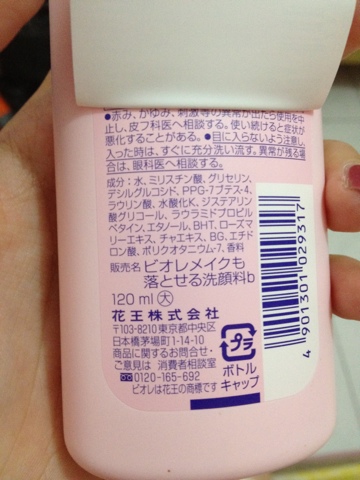 ●赤み、かゆみ、刺激等の異常が出たら使用を中
止し、皮フ科医へ相談する。使い続けると症状が
悪化することがある。●目に入らないよう注意し、
入った時は、すぐに充分洗い流す。異常が残る場
合は、眼科医へ相談する。
成分:水、ミリスチン酸、グリセリン、
デシルグルコシド、PPG-7ブテス-4、
ラウリン酸、水酸化K、ジステアリン
酸グリコール、ラウラミドプロピル
ベタイン、エタノール、BHT、ローズマ
リーエキス、チャエキス、BG、エチド
ロン酸、ポリクオタニウム-7、香料
販売名 ビオレメイクも
落とせる洗顔料b
120ml 大
花王株式会社
〒103-8210 東京都中央区
日本橋茅場町1-14-10
商品に関するお問合せ・
ご意見は 消費者相談室
0120-165-692
ビオレは花王の商標です
プラ
ボトル
キャップ
4901301029317